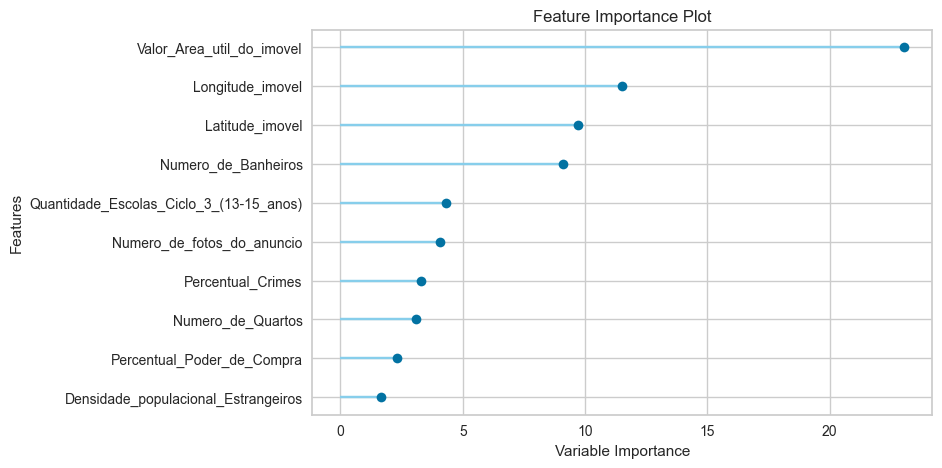 Feature Importance Plot
Features
Valor_Area_util_do_imovel
Longitude_imovel
Latitude_imovel
Numero_de_Banheiros
Quantidade_Escolas_Ciclo_3_(13-15_anos)
Numero_de_fotos_do_anuncio
Percentual_Crimes
Numero_de_Quartos
Percentual_Poder_de_Compra
Densidade_populacional_Estrangeiros
0 5 10 15 20
Variable Importance